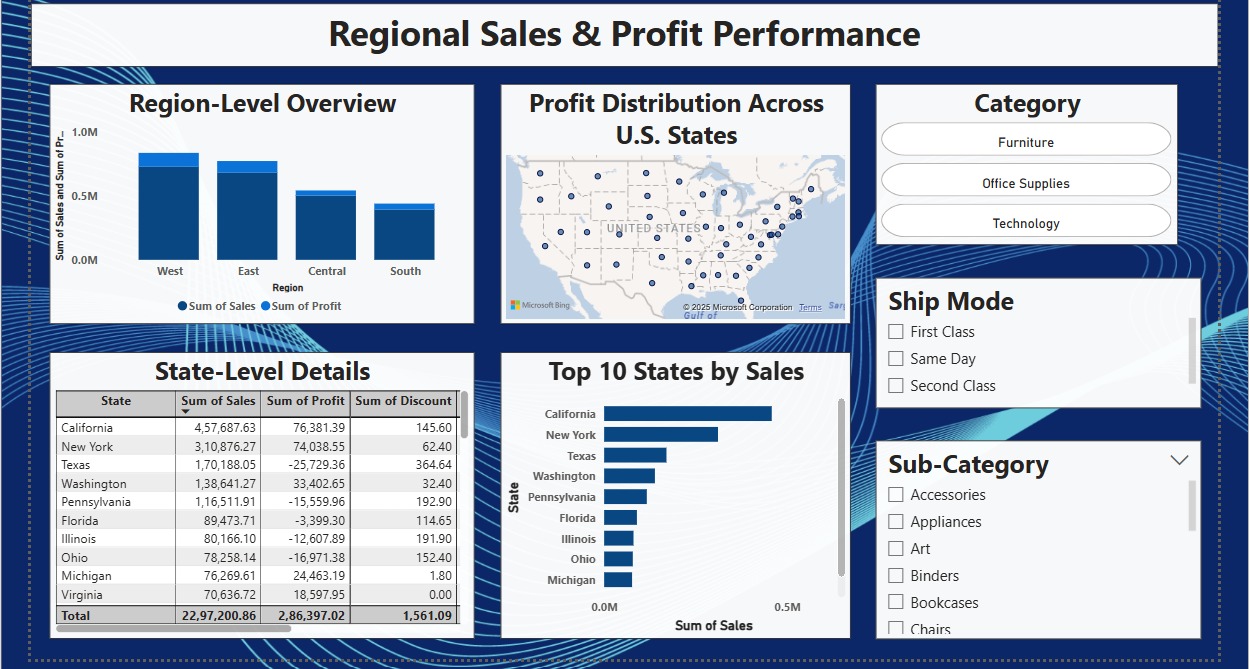 Regional Sales & Profit Performance
Region-Level Overview
Sum of Sales and Sum of Pr...
1.0M
0.5M
0.0M
West East Central South
Region
Sum of Sales Sum of Profit
Profit Distribution Across
U.S. States
UNITED STATES
Microsoft Bing
© 2025 Microsoft Corporation Terms
Gulf of
Category
Furniture
Office Supplies
Technology
Ship Mode
First Class
Same Day
Second Class
State-Level Details
State Sum of Sales Sum of Profit Sum of Discount
California 4,57,687.63 76,381.39 145.60
New York 3,10,876.27 74,038.55 62.40
Texas 1,70,188.05 -25,729.36 364.64
Washington 1,38,641.27 33,402.65 32.40
Pennsylvania 1,16,511.91 -15,559.96 192.90
Florida 89,473.71 -3,399.30 114.65
Illinois 80,166.10 -12,607.89 191.90
Ohio 78,258.14 -16,971.38 152.40
Michigan 76,269.61 24,463.19 1.80
Virginia 70,636.72 18,597.95 0.00
Total 22,97,200.86 2,86,397.02 1,561.09
Top 10 States by Sales
State
California
New York
Texas
Washington
Pennsylvania
Florida
Illinois
Ohio
Michigan
0.0M 0.5M
Sum of Sales
Sub-Category
Accessories
Appliances
Art
Binders
Bookcases
Chairs